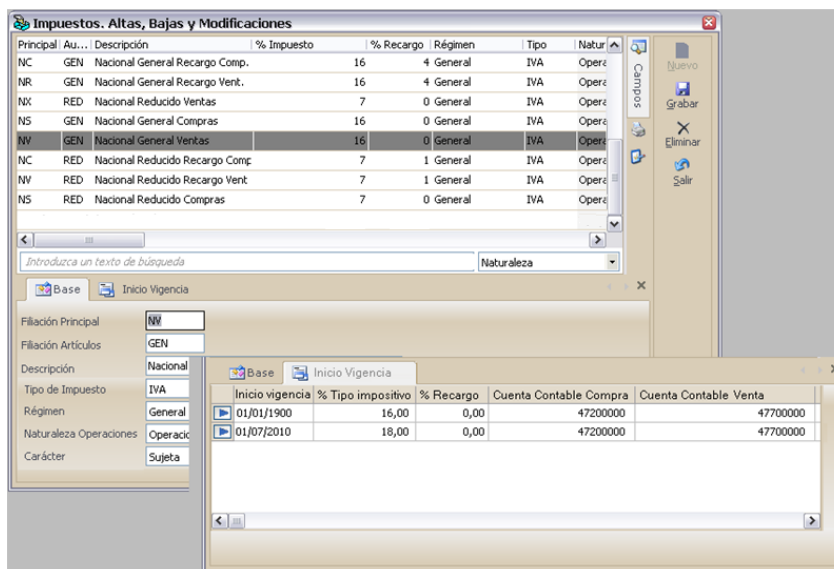 Impuestos. Altas, Bajas y Modificaciones
Principal Au... Descripción % Impuesto % Recargo Régimen Tipo Natur
NC GEN Nacional General Recargo Comp. 16 4 General IVA Opera
NR GEN Nacional General Recargo Vent. 16 4 General IVA Opera
NX RED Nacional Reducido Ventas 7 0 General IVA Opera
NS GEN Nacional General Compras 16 0 General IVA Opera
NV GEN Nacional General Ventas 16 0 General IVA Opera
NC RED Nacional Reducido Recargo Comp 7 1 General IVA Opera
NV RED Nacional Reducido Recargo Vent 7 1 General IVA Opera
NS RED Nacional Reducido Compras 7 0 General IVA Opera
Campos
Nuevo
Grabar
Eliminar
Salir
Introduzca un texto de búsqueda Naturaleza
Base Inicio Vigencia
Filiación Principal NV
Filiación Artículos GEN
Descripción Nacional
Tipo de Impuesto IVA
Régimen General
Naturaleza Operaciones Operacio
Carácter Sujeta
Base Inicio Vigencia
Inicio vigencia % Tipo impositivo % Recargo Cuenta Contable Compra Cuenta Contable Venta
01/01/1900 16,00 0,00 47200000 47700000
01/07/2010 18,00 0,00 47200000 47700000